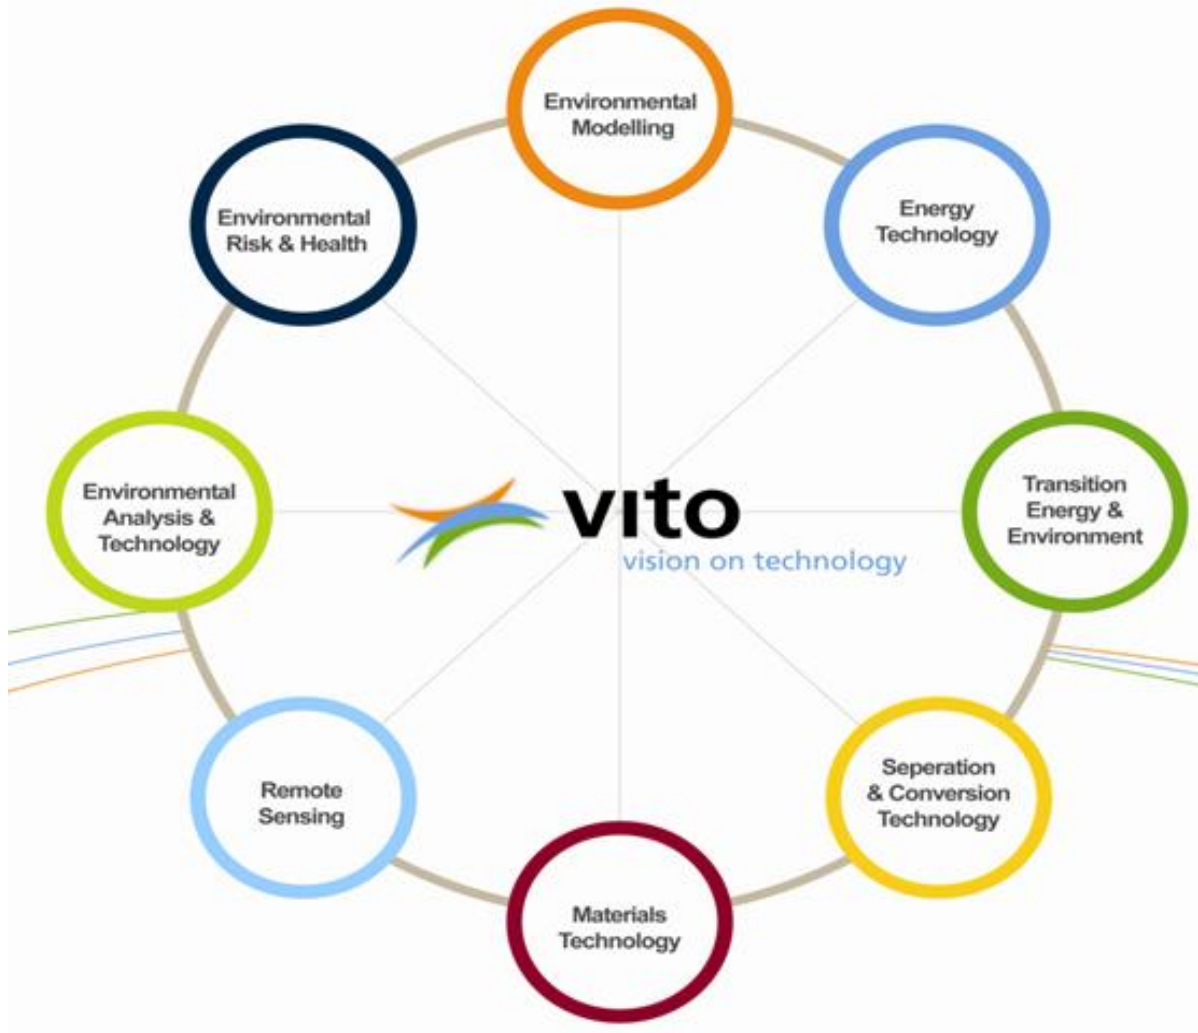 Environmental
Modelling
Energy
Technology
Transition
Energy &
Environment
Seperation
& Conversion
Technology
Materials
Technology
Remote
Sensing
Environmental
Analysis &
Technology
Environmental
Risk & Health
vito
vision on technology